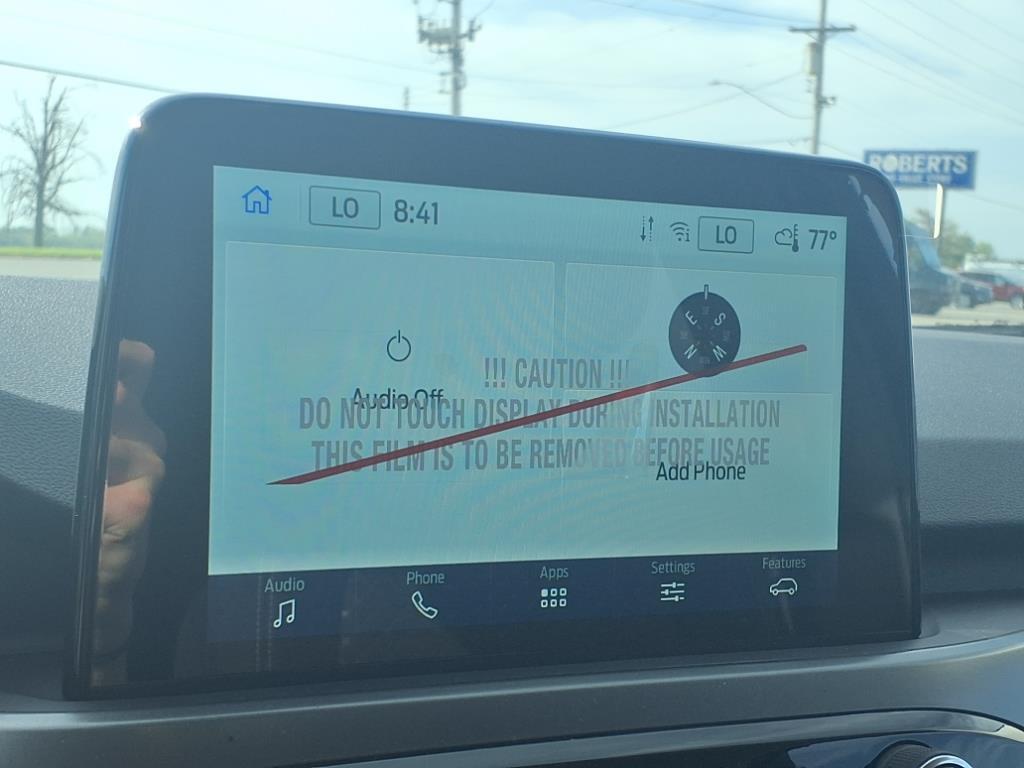 ROBERTS
LO 8:41 LO 77°
E S
N
!!! CAUTION !!!
Audio Off
DO NOT TOUCH DISPLAY DURING INSTALLATION
THIS FILM IS TO BE REMOVED BEFORE USAGE
Add Phone
Audio Phone Apps Settings Features